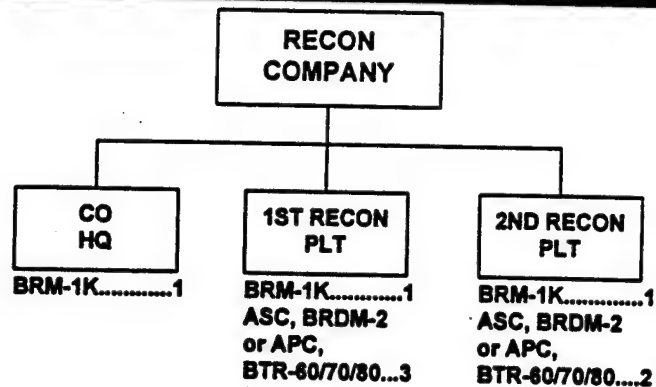 RECON
COMPANY
CO
HQ
BRM-1K............1
1ST RECON
PLT
BRM-1K............1
ASC, BRDM-2
or APC,
BTR-60/70/80...3
2ND RECON
PLT
BRM-1K.............1
ASC, BRDM-2
or APC,
BTR-60/70/80....2